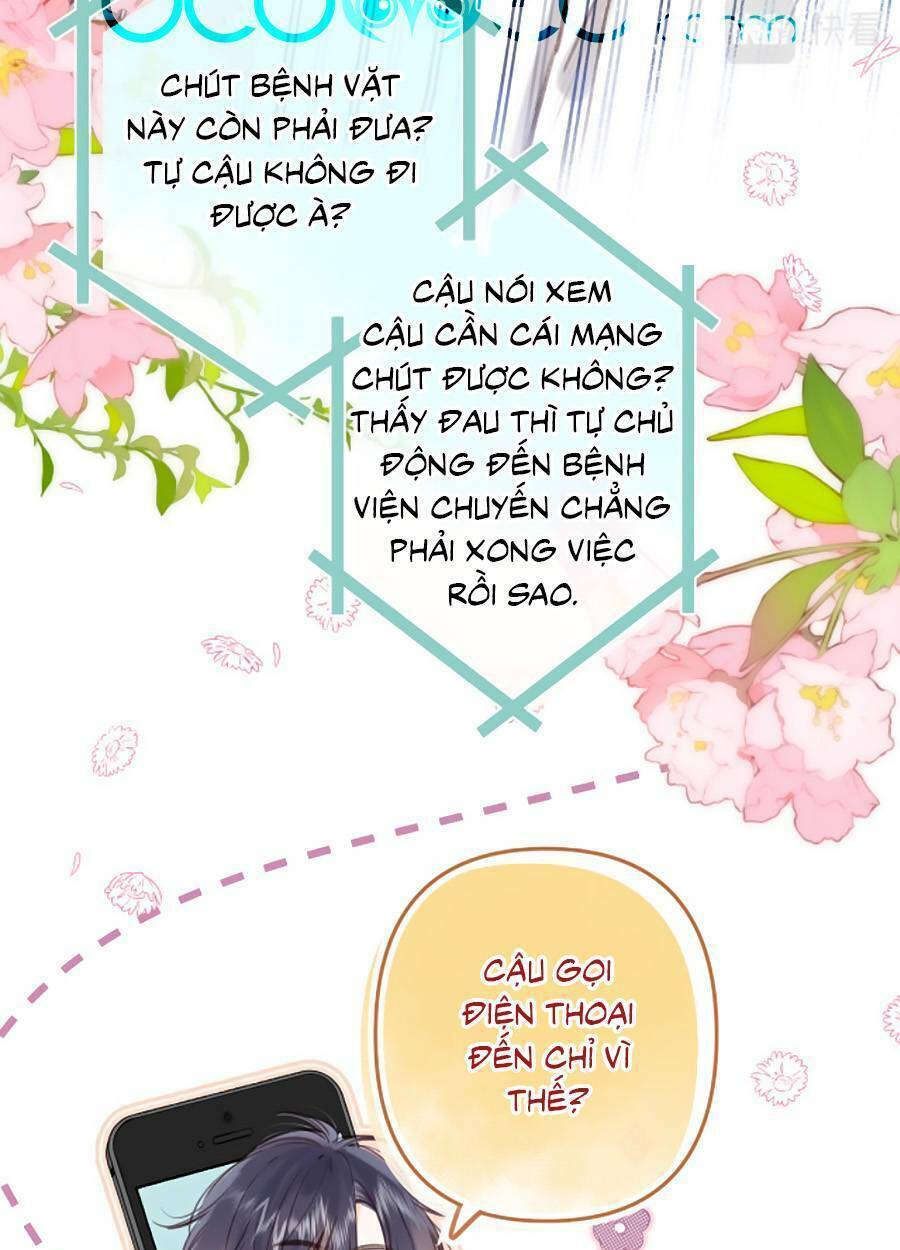 CHÚT BỆNH VẶT
NÀY CÒN PHẢI ĐƯA?
TỰ CẬU KHÔNG ĐI
ĐƯỢC À?
CẬU NÓI XEM
CẬU CẦN CÁI MẠNG
CHÚT ĐƯỢC KHÔNG?
THẤY ĐAU THÌ TỰ CHỦ
ĐỘNG ĐẾN BỆNH
VIỆN CHUYẾN CHẲNG
PHẢI XONG VIỆC
RỒI SAO.
CẬU GỌI
ĐIỆN THOẠI
ĐẾN CHỈ VÌ
THẾ?